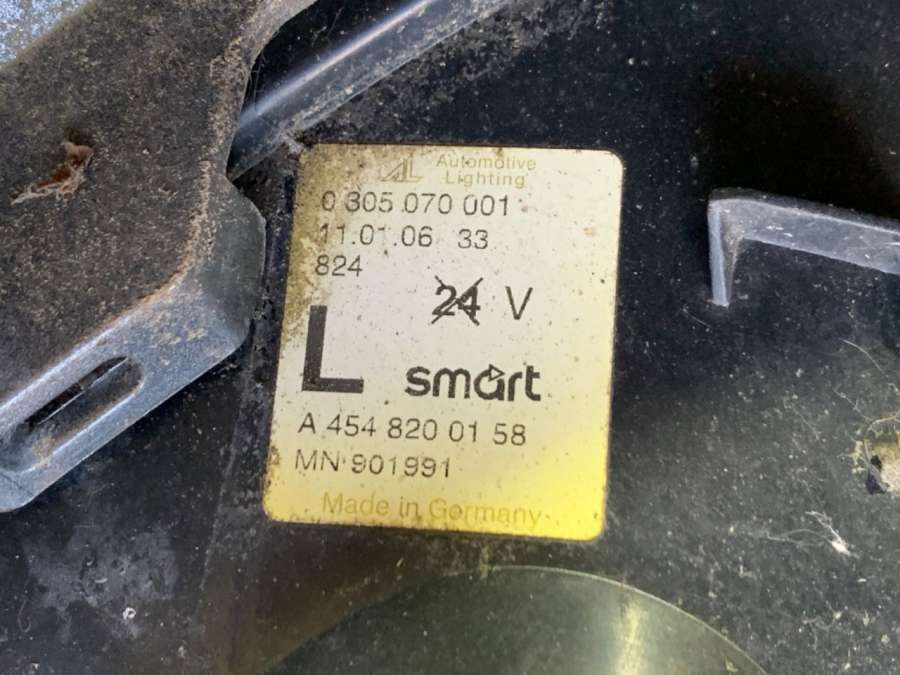 AL Automotive
Lighting
0 305 070 001
11.01.06 33
824
24 V
L
smart
A 454 820 01 58
MN 901991
Made in Germany